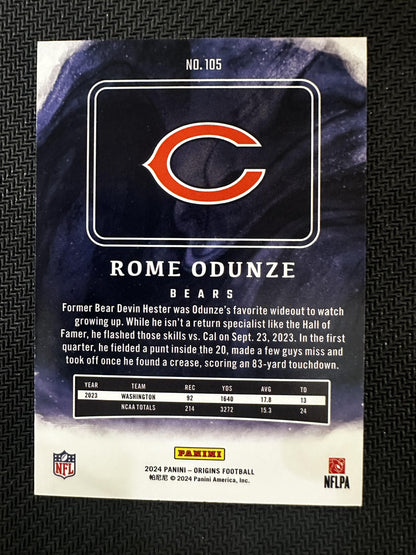 NO. 105
ROME ODUNZE
BEARS
Former Bear Devin Hester was Odunze's favorite wideout to watch
growing up. While he isn't a return specialist like the Hall of
Famer, he flashed those skills vs. Cal on Sept. 23, 2023. In the first
quarter, he fielded a punt inside the 20, made a few guys miss and
took off once he found a crease, scoring an 83-yard touchdown.
YEAR TEAM REC YDS AVG TD
2023 WASHINGTON 92 1640 17.8 13
NCAA TOTALS 214 3272 15.3 24
PANINI
NFL
2024 PANINI – ORIGINS FOOTBALL
帕尼尼 © 2024 Panini America, Inc.
NFLPA